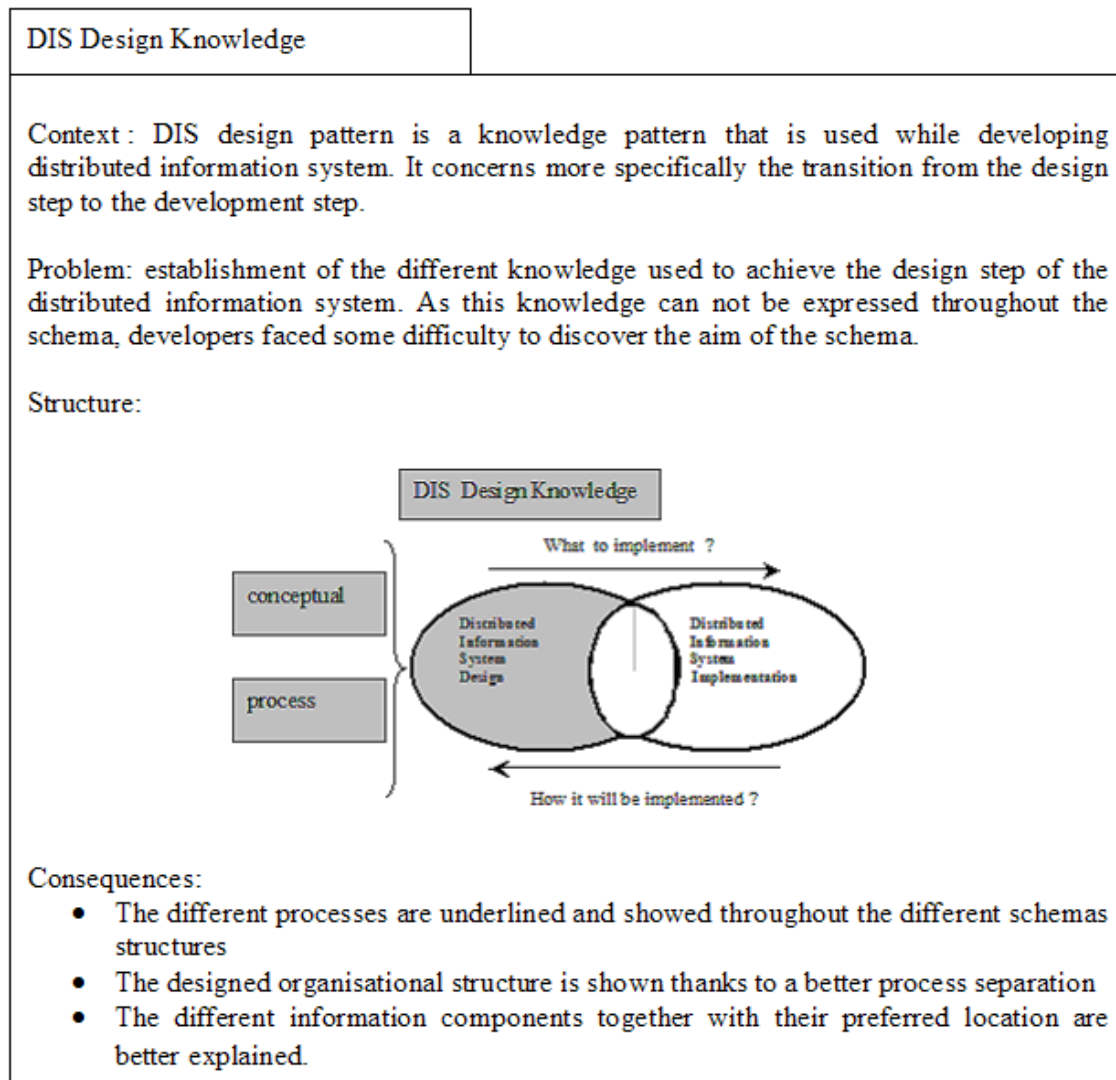 DIS Design Knowledge
Context : DIS design pattern is a knowledge pattern that is used while developing
distributed information system. It concerns more specifically the transition from the design
step to the development step.
Problem: establishment of the different knowledge used to achieve the design step of the
distributed information system. As this knowledge can not be expressed throughout the
schema, developers faced some difficulty to discover the aim of the schema.
Structure:
DIS Design Knowledge
What to implement ?
conceptual
process
Distributed
Information
System
Design
Distributed
Information
System
Implementation
How it will be implemented ?
Consequences:
• The different processes are underlined and showed throughout the different schemas
structures
• The designed organisational structure is shown thanks to a better process separation
• The different information components together with their preferred location are
better explained.